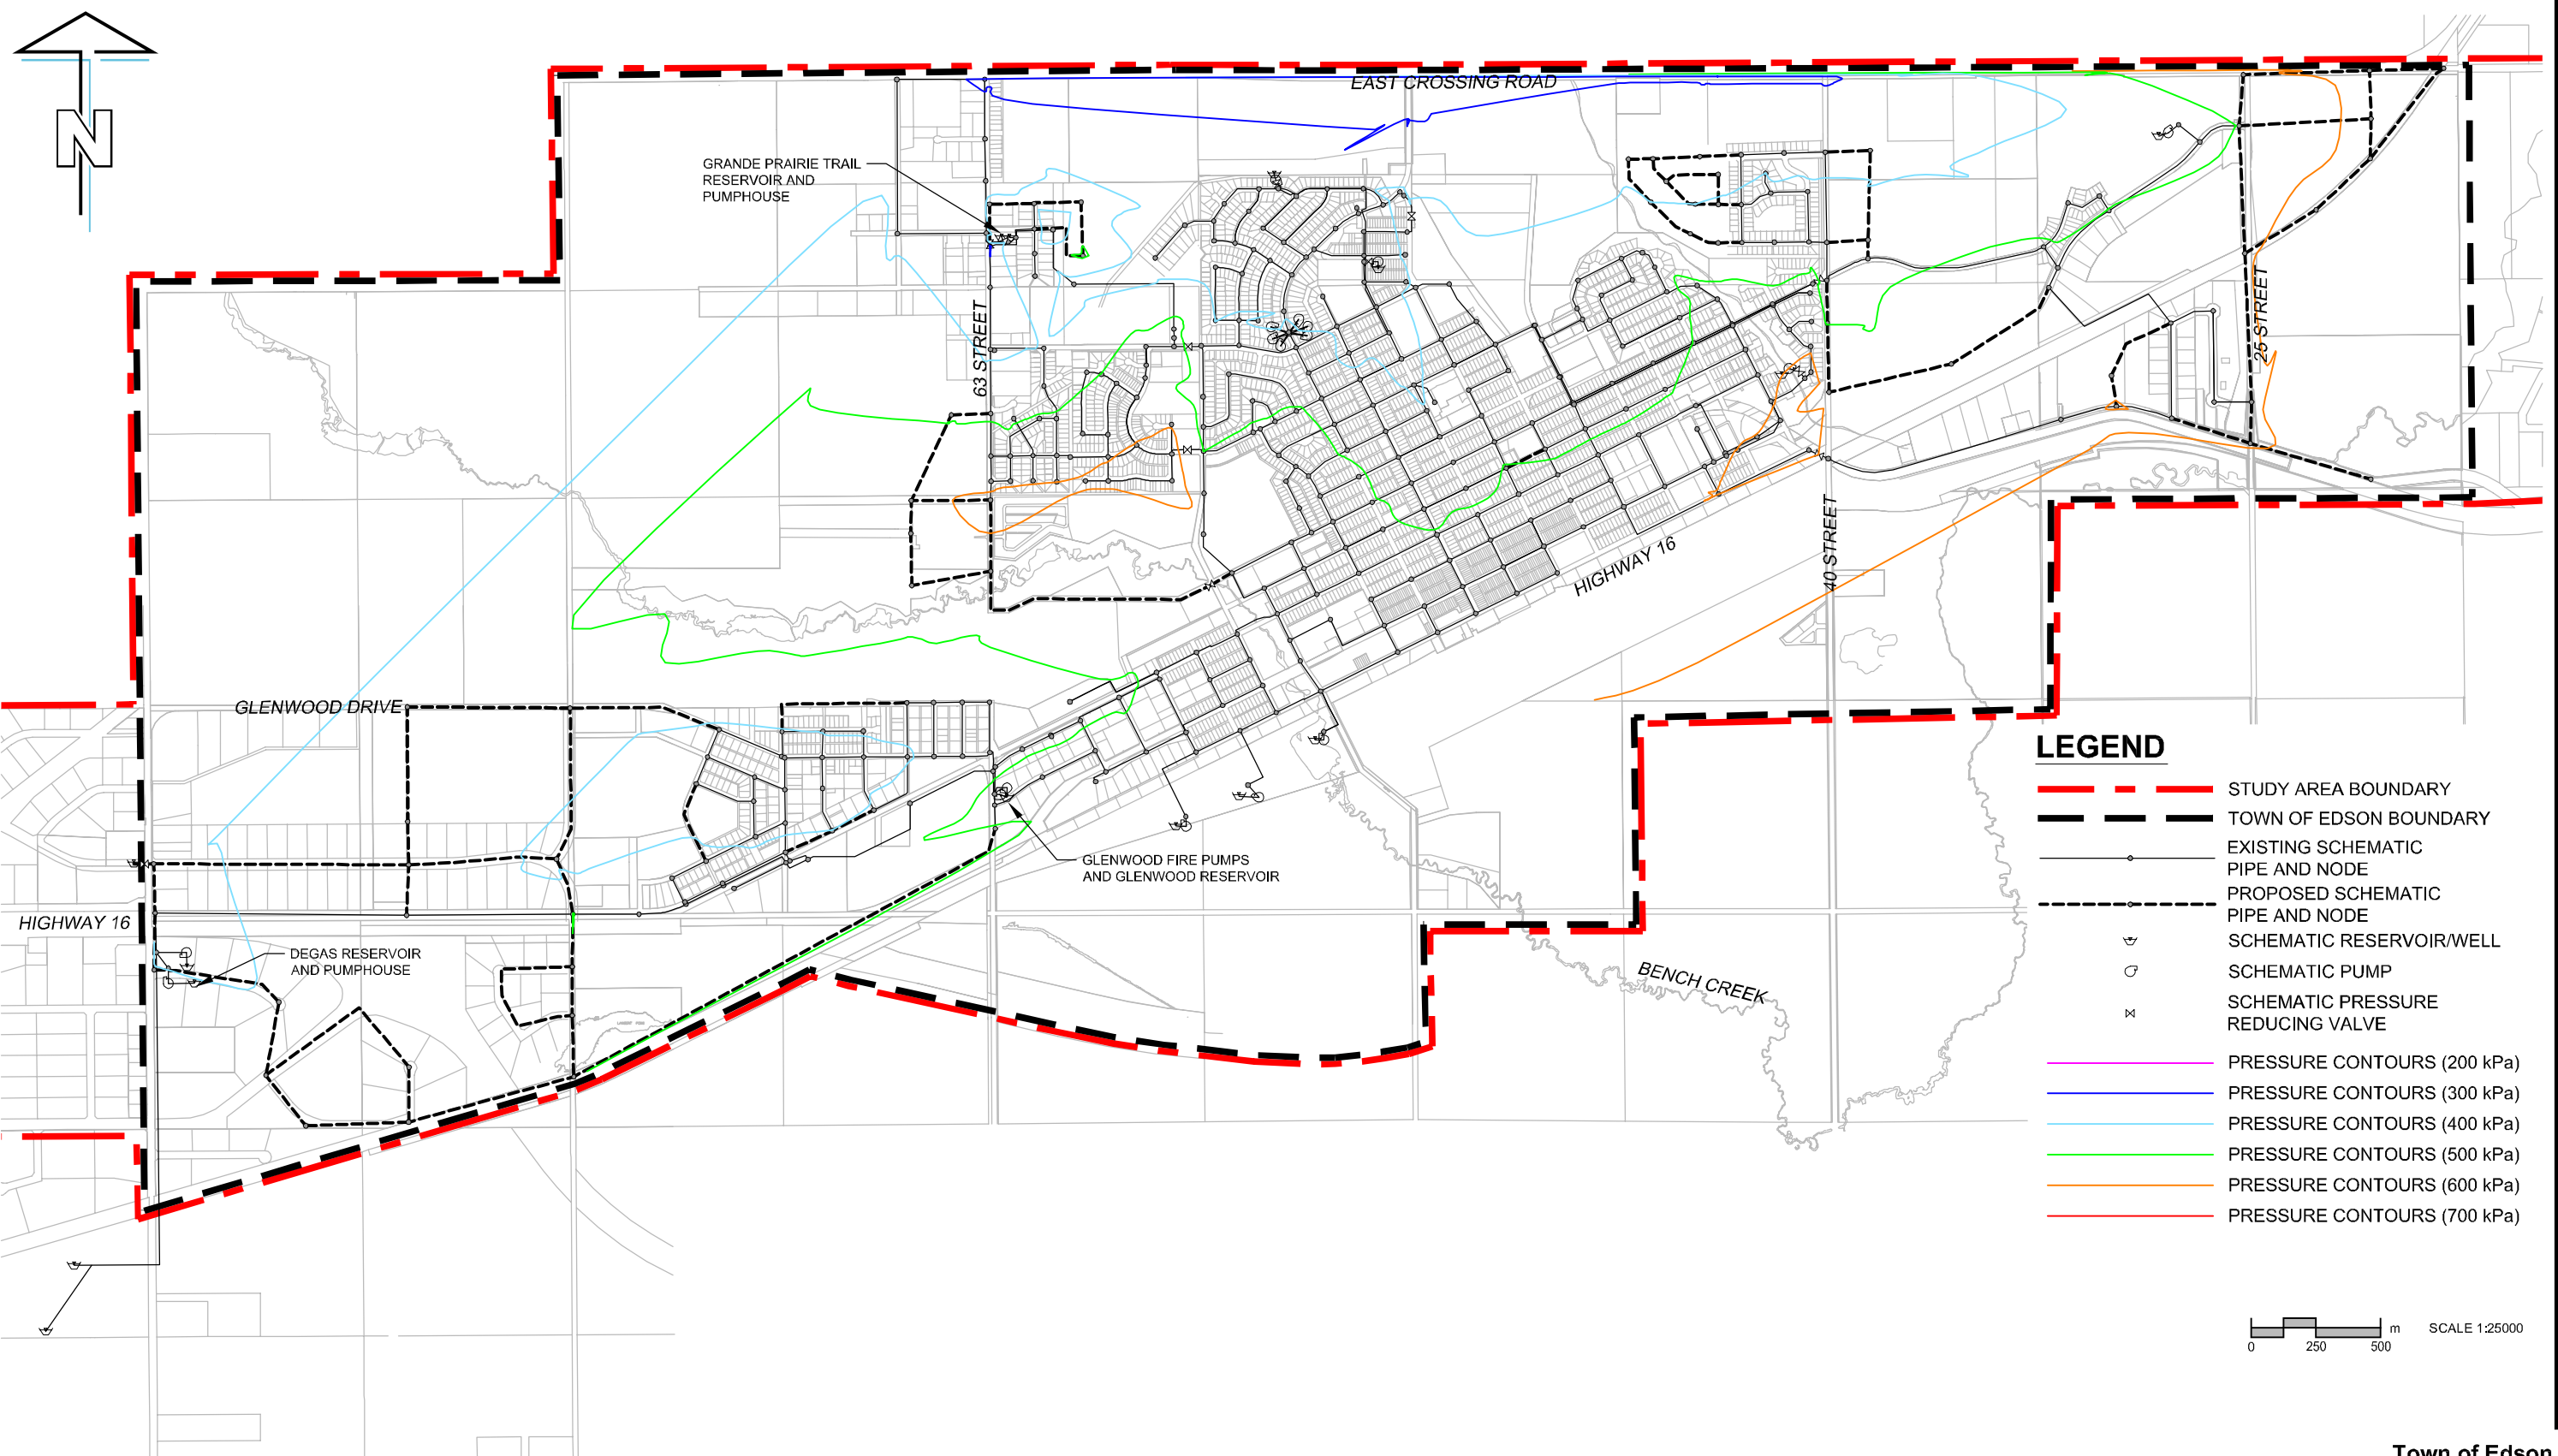 N
EAST CROSSING ROAD
GRANDE PRAIRIE TRAIL
RESERVOIR AND
PUMPHOUSE
63 STREET
25 STREET
40 STREET
HIGHWAY 16
GLENWOOD DRIVE
GLENWOOD FIRE PUMPS
AND GLENWOOD RESERVOIR
HIGHWAY 16
DEGAS RESERVOIR
AND PUMPHOUSE
BENCH CREEK
LEGEND
STUDY AREA BOUNDARY
TOWN OF EDSON BOUNDARY
EXISTING SCHEMATIC
PIPE AND NODE
PROPOSED SCHEMATIC
PIPE AND NODE
SCHEMATIC RESERVOIR/WELL
SCHEMATIC PUMP
SCHEMATIC PRESSURE
REDUCING VALVE
PRESSURE CONTOURS (200 kPa)
PRESSURE CONTOURS (300 kPa)
PRESSURE CONTOURS (400 kPa)
PRESSURE CONTOURS (500 kPa)
PRESSURE CONTOURS (600 kPa)
PRESSURE CONTOURS (700 kPa)
m SCALE 1:25000
0 250 500
Town of Edson